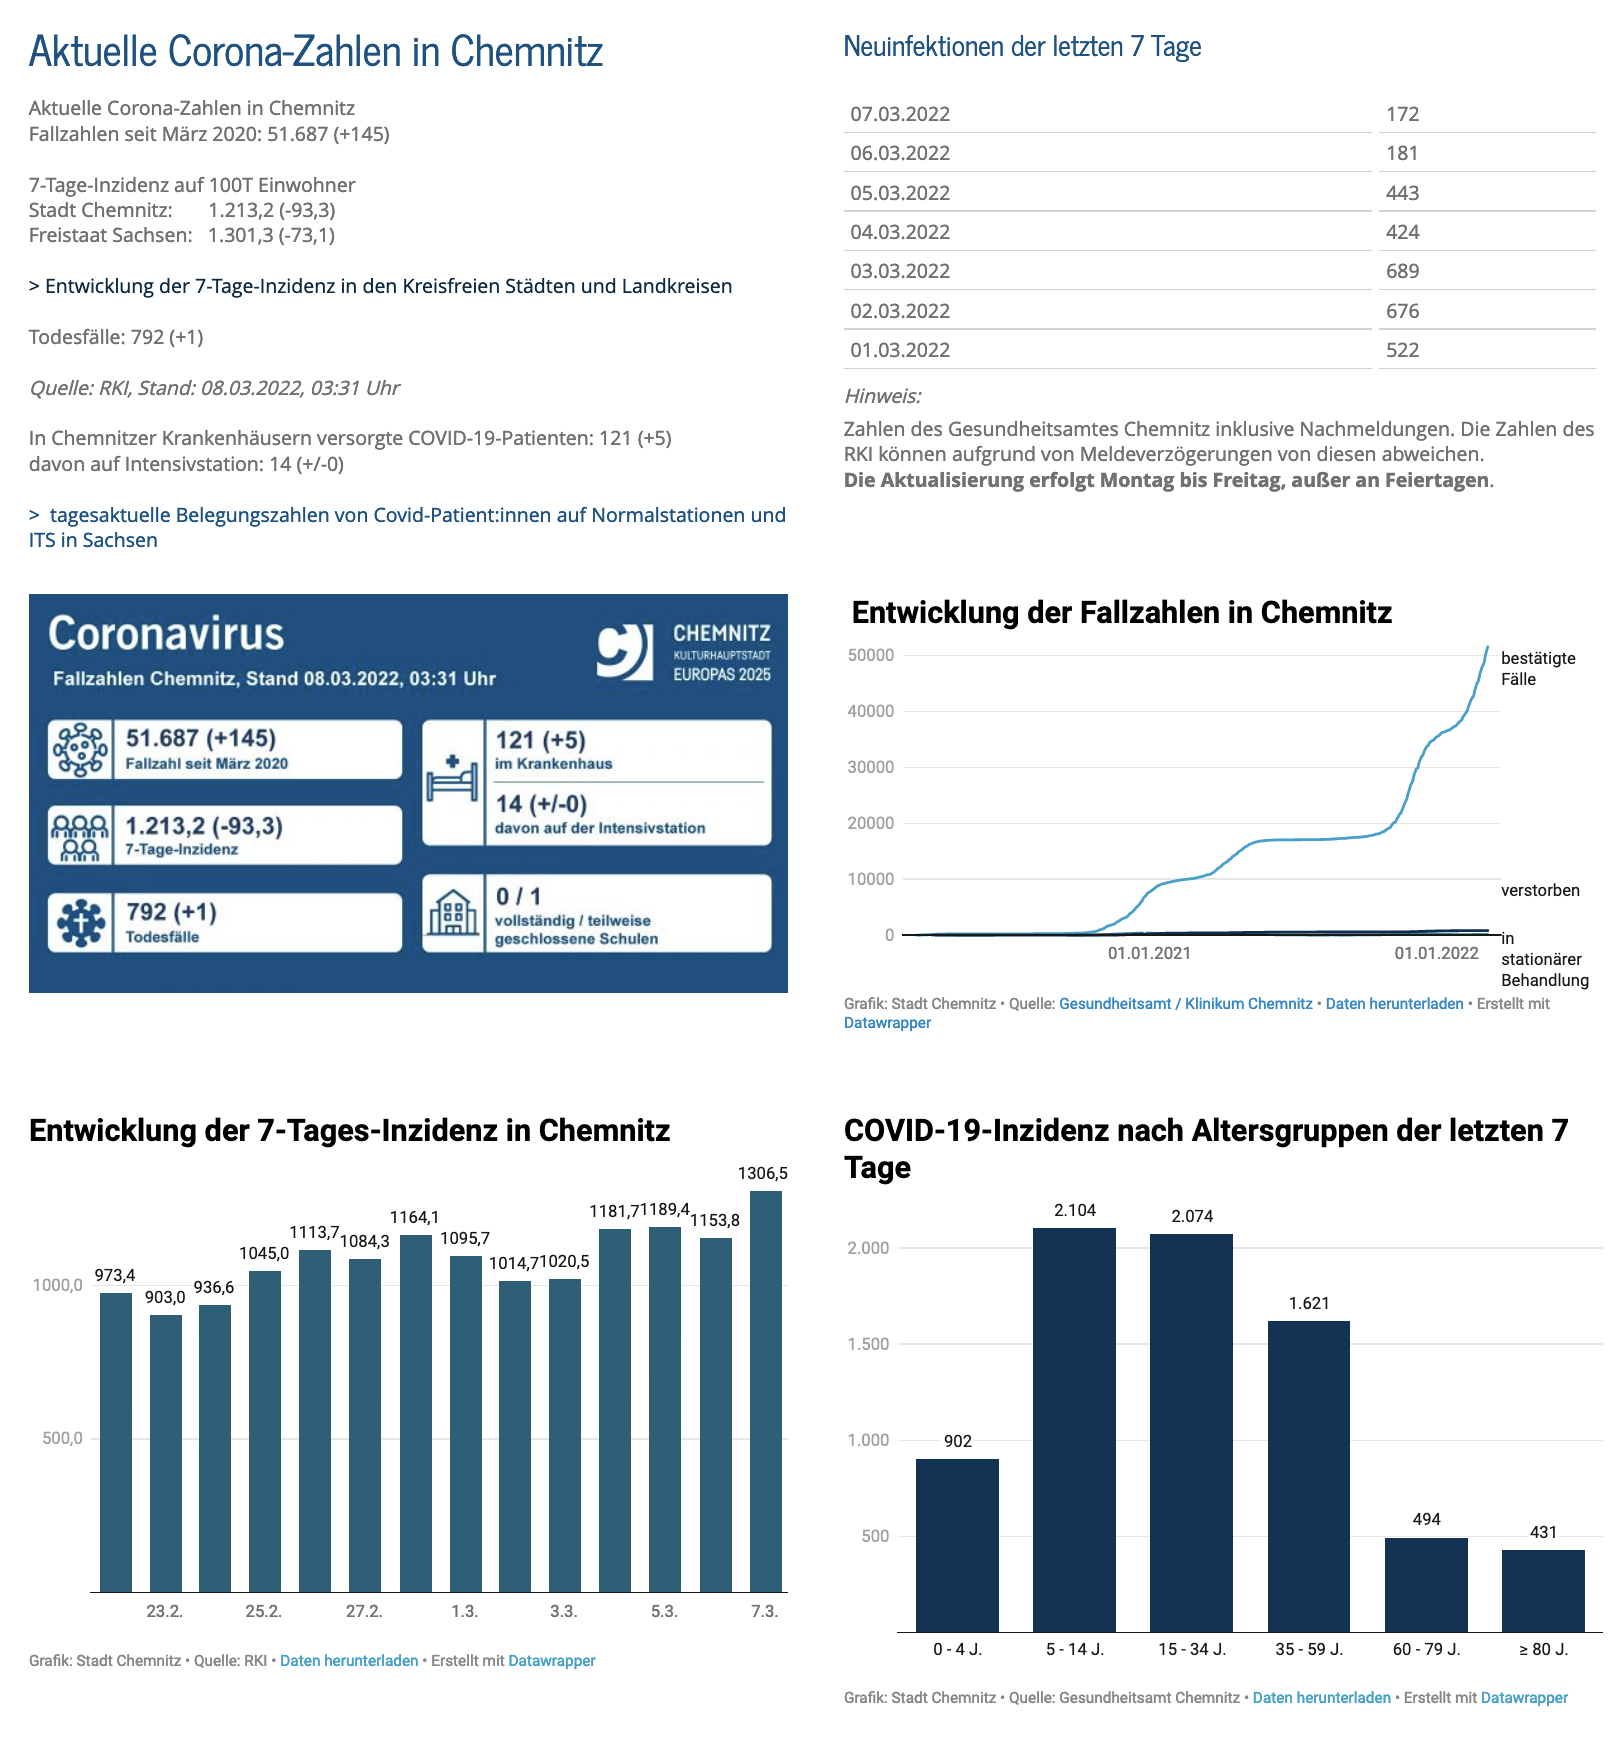 Aktuelle Corona-Zahlen in Chemnitz
Aktuelle Corona-Zahlen in Chemnitz
Fallzahlen seit März 2020: 51.687 (+145)
7-Tage-Inzidenz auf 100T Einwohner
Stadt Chemnitz: 1.213,2 (-93,3)
Freistaat Sachsen: 1.301,3 (-73,1)
> Entwicklung der 7-Tage-Inzidenz in den Kreisfreien Städten und Landkreisen
Todesfälle: 792 (+1)
Quelle: RKI, Stand: 08.03.2022, 03:31 Uhr
In Chemnitzer Krankenhäusern versorgte COVID-19-Patienten: 121 (+5)
davon auf Intensivstation: 14 (+/-0)
> tagesaktuelle Belegungszahlen von Covid-Patient:innen auf Normalstationen und
ITS in Sachsen
Neuinfektionen der letzten 7 Tage
07.03.2022 172
06.03.2022 181
05.03.2022 443
04.03.2022 424
03.03.2022 689
02.03.2022 676
01.03.2022 522
Hinweis:
Zahlen des Gesundheitsamtes Chemnitz inklusive Nachmeldungen. Die Zahlen des
RKI können aufgrund von Meldeverzögerungen von diesen abweichen.
Die Aktualisierung erfolgt Montag bis Freitag, außer an Feiertagen.
Coronavirus
Fallzahlen Chemnitz, Stand 08.03.2022, 03:31 Uhr
CHEMNITZ
KULTURHAUPTSTADT
EUROPAS 2025
51.687 (+145)
Fallzahl seit März 2020
1.213,2 (-93,3)
7-Tage-Inzidenz
792 (+1)
Todesfälle
121 (+5)
im Krankenhaus
14 (+/-0)
davon auf der Intensivstation
0 / 1
vollständig / teilweise
geschlossene Schulen
Entwicklung der Fallzahlen in Chemnitz
50000
40000
30000
20000
10000
0
bestätigte
Fälle
verstorben
in
stationärer
Behandlung
01.01.2021 01.01.2022
Grafik: Stadt Chemnitz • Quelle: Gesundheitsamt / Klinikum Chemnitz • Daten herunterladen • Erstellt mit
Datawrapper
Entwicklung der 7-Tages-Inzidenz in Chemnitz
1000,0
500,0
973,4 903,0 936,6 1045,0 1113,7 1084,3 1164,1 1095,7 1014,7 1020,5 1181,7 1189,4 1153,8 1306,5
23.2. 25.2. 27.2. 1.3. 3.3. 5.3. 7.3.
Grafik: Stadt Chemnitz • Quelle: RKI • Daten herunterladen • Erstellt mit Datawrapper
COVID-19-Inzidenz nach Altersgruppen der letzten 7
Tage
2.000
1.500
1.000
500
902 2.104 2.074 1.621 494 431
0 - 4 J. 5 - 14 J. 15 - 34 J. 35 - 59 J. 60 - 79 J. ≥ 80 J.
Grafik: Stadt Chemnitz • Quelle: Gesundheitsamt Chemnitz • Daten herunterladen • Erstellt mit Datawrapper